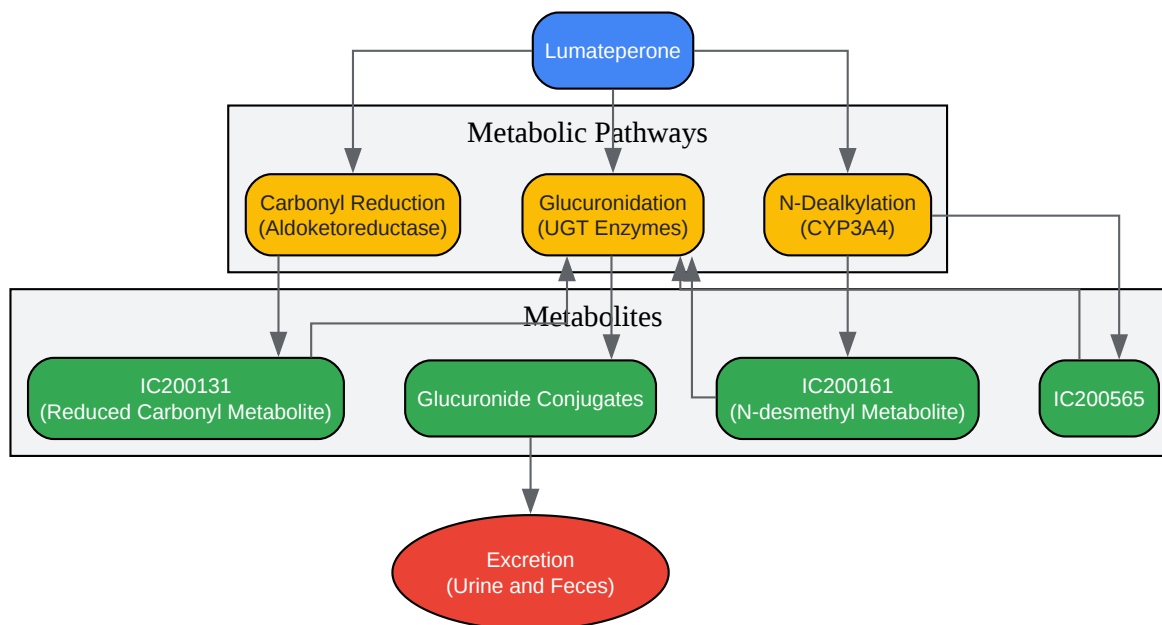 Lumateperone
Metabolic Pathways
Carbonyl Reduction
(Aldoketoreductase)
Glucuronidation
(UGT Enzymes)
N-Dealkylation
(CYP3A4)
Metabolites
IC200131
(Reduced Carbonyl Metabolite)
Glucuronide Conjugates
IC200161
(N-desmethyl Metabolite)
IC200565
Excretion
(Urine and Feces)